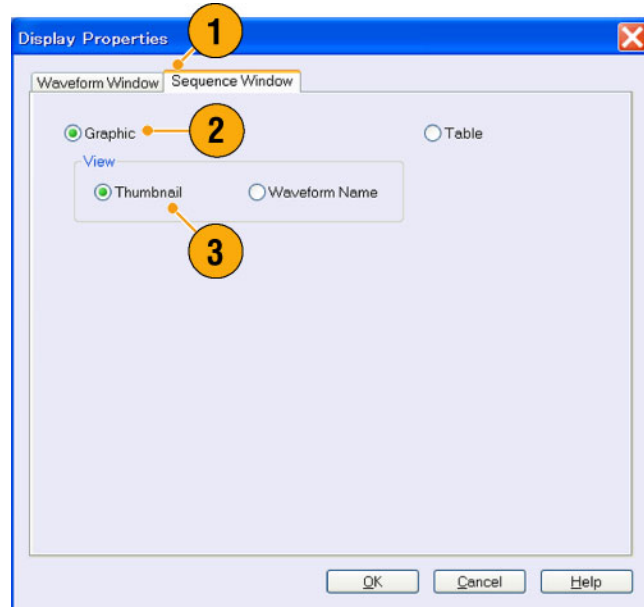 Display Properties
1
Waveform Window Sequence Window
Graphic 2 Table
View
Thumbnail Waveform Name
3
OK Cancel Help